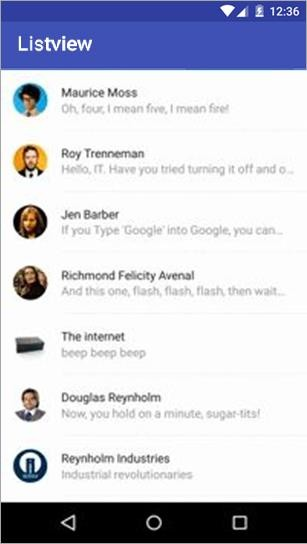 12:36
Listview
Maurice Moss
Oh, four, I mean five, I mean fire!
Roy Trenneman
Hello, IT. Have you tried turning it off and o...
Jen Barber
If you Type 'Google' into Google, you can...
Richmond Felicity Avenal
And this one, flash, flash, flash, then wait...
The internet
beep beep beep
Douglas Reynholm
Now, you hold on a minute, sugar-tits!
Reynholm Industries
Industrial revolutionaries